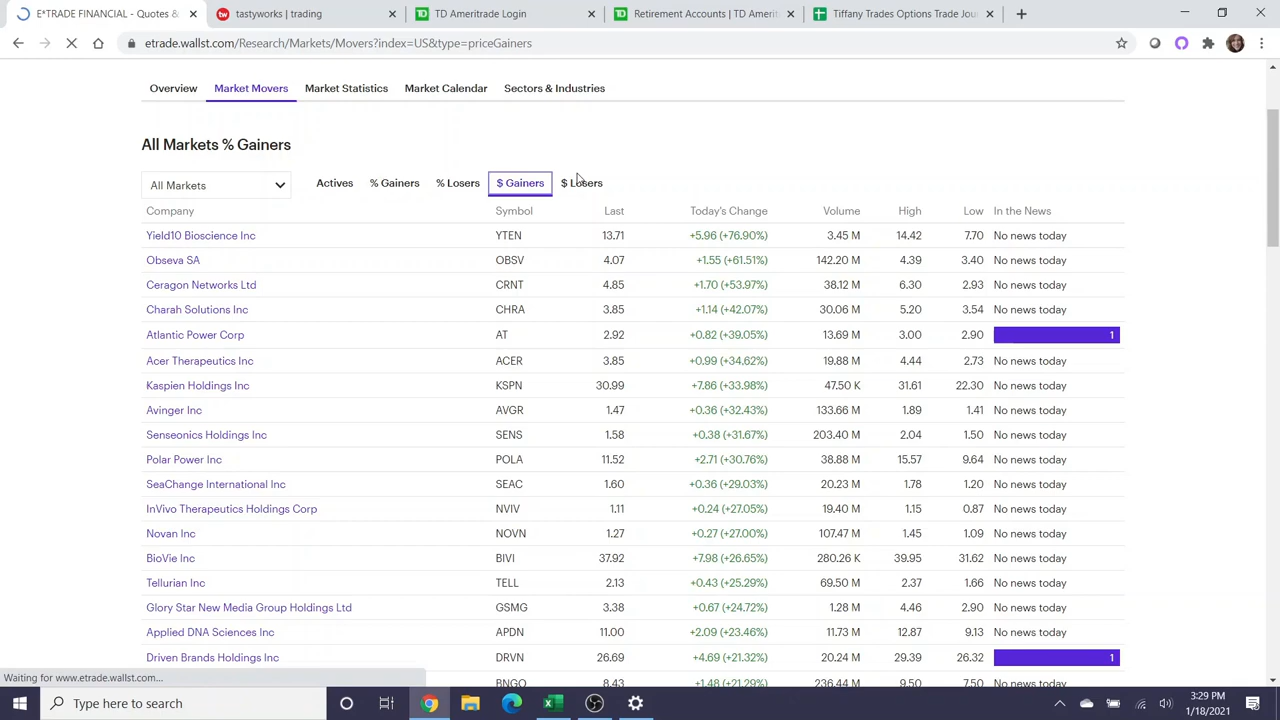 E*TRADE FINANCIAL - Quotes &
tastyworks | trading
TD Ameritrade Login
Retirement Accounts | TD Amerit
Tiffany Trades Options Trade Jou
etrade.wallst.com/Research/Markets/Movers?index=US&type=priceGainers
Overview Market Movers Market Statistics Market Calendar Sectors & Industries
All Markets % Gainers
All Markets Actives % Gainers % Losers $ Gainers $ Losers
Company Symbol Last Today's Change Volume High Low In the News
Yield10 Bioscience Inc YTEN 13.71 +5.96 (+76.90%) 3.45 M 14.42 7.70 No news today
Obseva SA OBSV 4.07 +1.55 (+61.51%) 142.20 M 4.39 3.40 No news today
Ceragon Networks Ltd CRNT 4.85 +1.70 (+53.97%) 38.12 M 6.30 2.93 No news today
Charah Solutions Inc CHRA 3.85 +1.14 (+42.07%) 30.06 M 5.20 3.54 No news today
Atlantic Power Corp AT 2.92 +0.82 (+39.05%) 13.69 M 3.00 2.90 1
Acer Therapeutics Inc ACER 3.85 +0.99 (+34.62%) 19.88 M 4.44 2.73 No news today
Kaspien Holdings Inc KSPN 30.99 +7.86 (+33.98%) 47.50 K 31.61 22.30 No news today
Avinger Inc AVGR 1.47 +0.36 (+32.43%) 133.66 M 1.89 1.41 No news today
Senseonics Holdings Inc SENS 1.58 +0.38 (+31.67%) 203.40 M 2.04 1.50 No news today
Polar Power Inc POLA 11.52 +2.71 (+30.76%) 38.88 M 15.57 9.64 No news today
SeaChange International Inc SEAC 1.60 +0.36 (+29.03%) 20.23 M 1.78 1.20 No news today
InVivo Therapeutics Holdings Corp NVIV 1.11 +0.24 (+27.05%) 19.40 M 1.15 0.87 No news today
Novan Inc NOVN 1.27 +0.27 (+27.00%) 107.47 M 1.45 1.09 No news today
BioVie Inc BIVI 37.92 +7.98 (+26.65%) 280.26 K 39.95 31.62 No news today
Tellurian Inc TELL 2.13 +0.43 (+25.29%) 69.50 M 2.37 1.66 No news today
Glory Star New Media Group Holdings Ltd GSMG 3.38 +0.67 (+24.72%) 1.28 M 4.46 2.90 No news today
Applied DNA Sciences Inc APDN 11.00 +2.09 (+23.46%) 11.73 M 12.87 9.13 No news today
Driven Brands Holdings Inc DRVN 26.69 +4.69 (+21.32%) 20.24 M 29.39 26.32 1
BNGO 8.43 +1.48 (+21.29%) 236.44 M 9.50 7.50 No news today
Waiting for www.etrade.wallst.com...
Type here to search
3:29 PM
1/18/2021